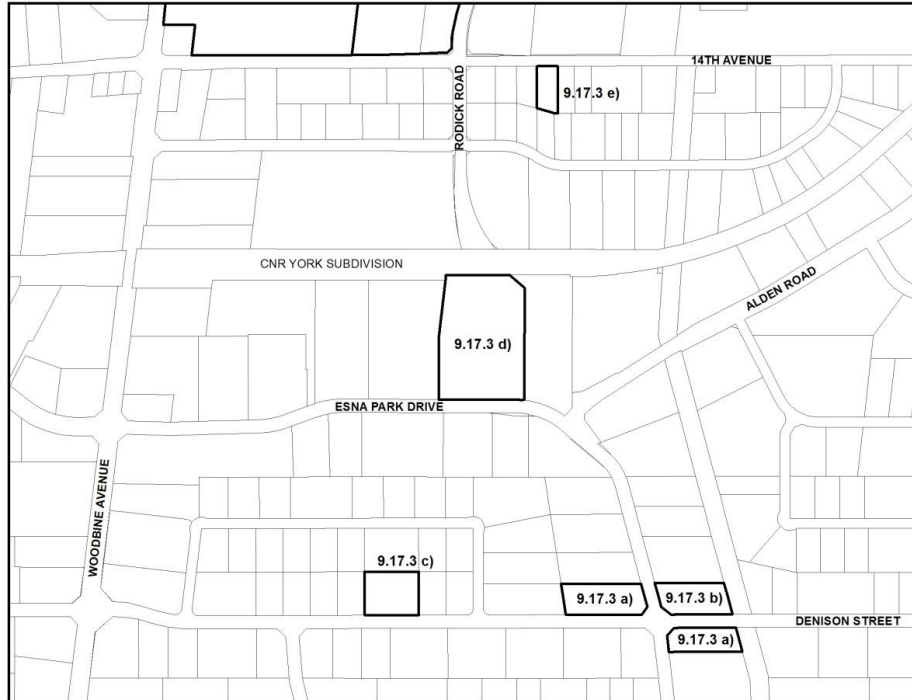 14TH AVENUE
9.17.3 e)
RODICK ROAD
CNR YORK SUBDIVISION
ALDEN ROAD
9.17.3 d)
ESNA PARK DRIVE
WOODBINE AVENUE
9.17.3 c)
9.17.3 a)
9.17.3 b)
DENISON STREET
9.17.3 a)